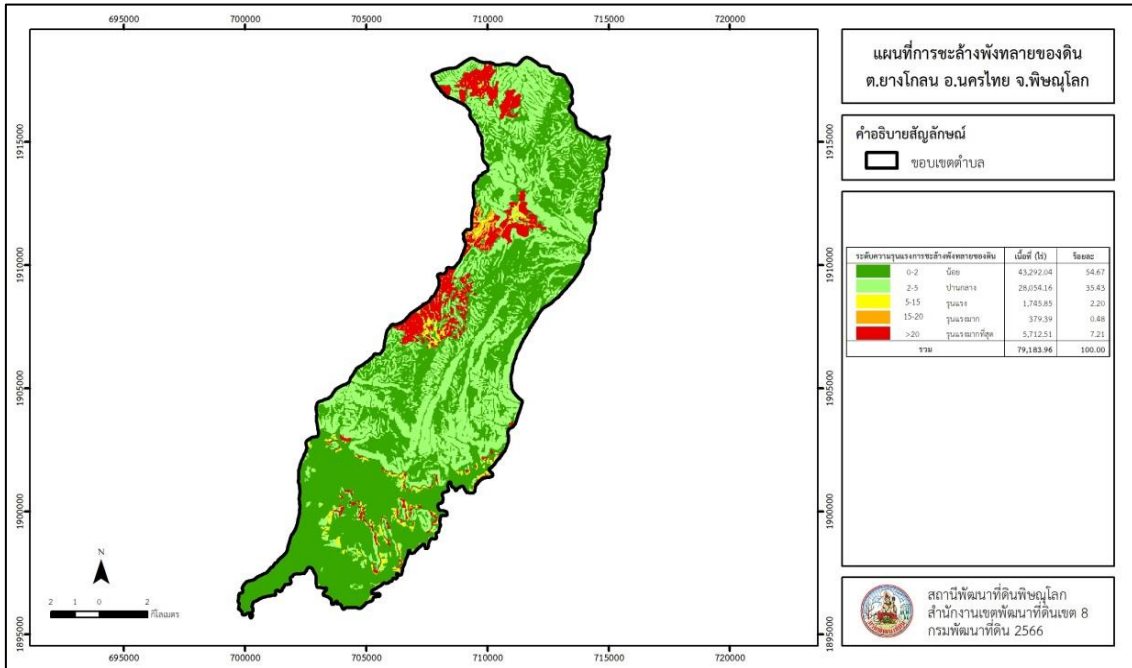 695000 700000 705000 710000 715000 720000
แผนที่การชะล้างพังทลายของดิน
ต.ยางโกลน อ.นครไทย จ.พิษณุโลก
คำอธิบายสัญลักษณ์
ขอบเขตตำบล
ระดับความรุนแรงการชะล้างพังทลายของดิน เนื้อที่ (ไร่) ร้อยละ
0-2 น้อย 43,292.04 54.67
2-5 ปานกลาง 28,054.16 35.43
5-15 รุนแรง 1,745.85 2.20
15-20 รุนแรงมาก 379.39 0.48
>20 รุนแรงมากที่สุด 5,712.51 7.21
รวม 79,183.96 100.00
1915000 1915000
1910000 1910000
1905000 1905000
1900000 1900000
1895000 1895000
N
2 1 0 2
กิโลเมตร
สถานีพัฒนาที่ดินพิษณุโลก
สำนักงานเขตพัฒนาที่ดินเขต 8
กรมพัฒนาที่ดิน 2566
695000 700000 705000 710000 715000 720000